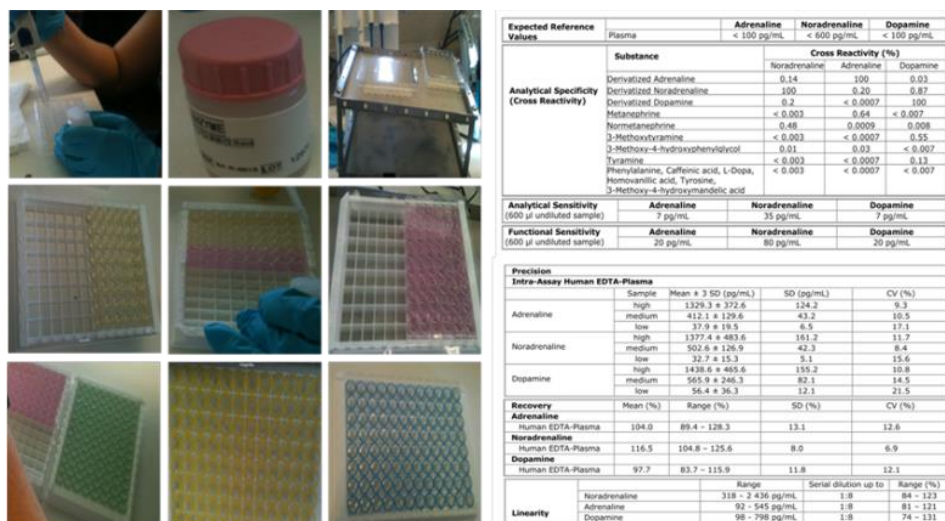 Expected Reference Values Adrenaline Noradrenaline Dopamine
Plasma < 100 pg/mL < 600 pg/mL < 100 pg/mL
Analytical Specificity (Cross Reactivity)
Substance Cross Reactivity (%)
Noradrenaline Adrenaline Dopamine
Derivatized Adrenaline 0.14 100 0.03
Derivatized Noradrenaline 100 0.20 0.87
Derivatized Dopamine 0.2 < 0.0007 100
Metanephrine < 0.003 0.64 < 0.007
Normetanephrine 0.48 0.0009 0.008
3-Methoxytyramine < 0.003 < 0.0007 0.55
3-Methoxy-4-hydroxyphenylglycol 0.01 0.03 < 0.007
Tyramine < 0.003 < 0.0007 0.13
Phenylalanine, Caffeinic acid, L-Dopa, < 0.003 < 0.0007 < 0.007
Homovanillic acid, Tyrosine,
3-Methoxy-4-hydroxymandelic acid
Analytical Sensitivity Adrenaline Noradrenaline Dopamine
(600 µl undiluted sample) 7 pg/mL 35 pg/mL 7 pg/mL
Functional Sensitivity Adrenaline Noradrenaline Dopamine
(600 µl undiluted sample) 20 pg/mL 80 pg/mL 20 pg/mL
Precision
Intra-Assay Human EDTA-Plasma
Sample Mean ± 3 SD (pg/mL) SD (pg/mL) CV (%)
Adrenaline
high 1329.3 ± 372.6 124.2 9.3
medium 412.1 ± 129.6 43.2 10.5
low 37.9 ± 19.5 6.5 17.1
Noradrenaline
high 1377.4 ± 483.6 161.2 11.7
medium 502.6 ± 126.9 42.3 8.4
low 32.7 ± 15.3 5.1 15.6
Dopamine
high 1438.6 ± 465.6 155.2 10.8
medium 565.9 ± 246.3 82.1 14.5
low 56.4 ± 36.3 12.1 21.5
Recovery Mean (%) Range (%) SD (%) CV (%)
Adrenaline
Human EDTA-Plasma 104.0 89.4 – 128.3 13.1 12.6
Noradrenaline
Human EDTA-Plasma 116.5 104.8 – 125.6 8.0 6.9
Dopamine
Human EDTA-Plasma 97.7 83.7 – 115.9 11.8 12.1
Linearity
Range Serial dilution up to Range (%)
Noradrenaline 318 – 2 436 pg/mL 1:8 84 – 123
Adrenaline 92 - 545 pg/mL 1:8 81 – 121
Dopamine 98 – 798 pg/mL 1:8 74 – 131